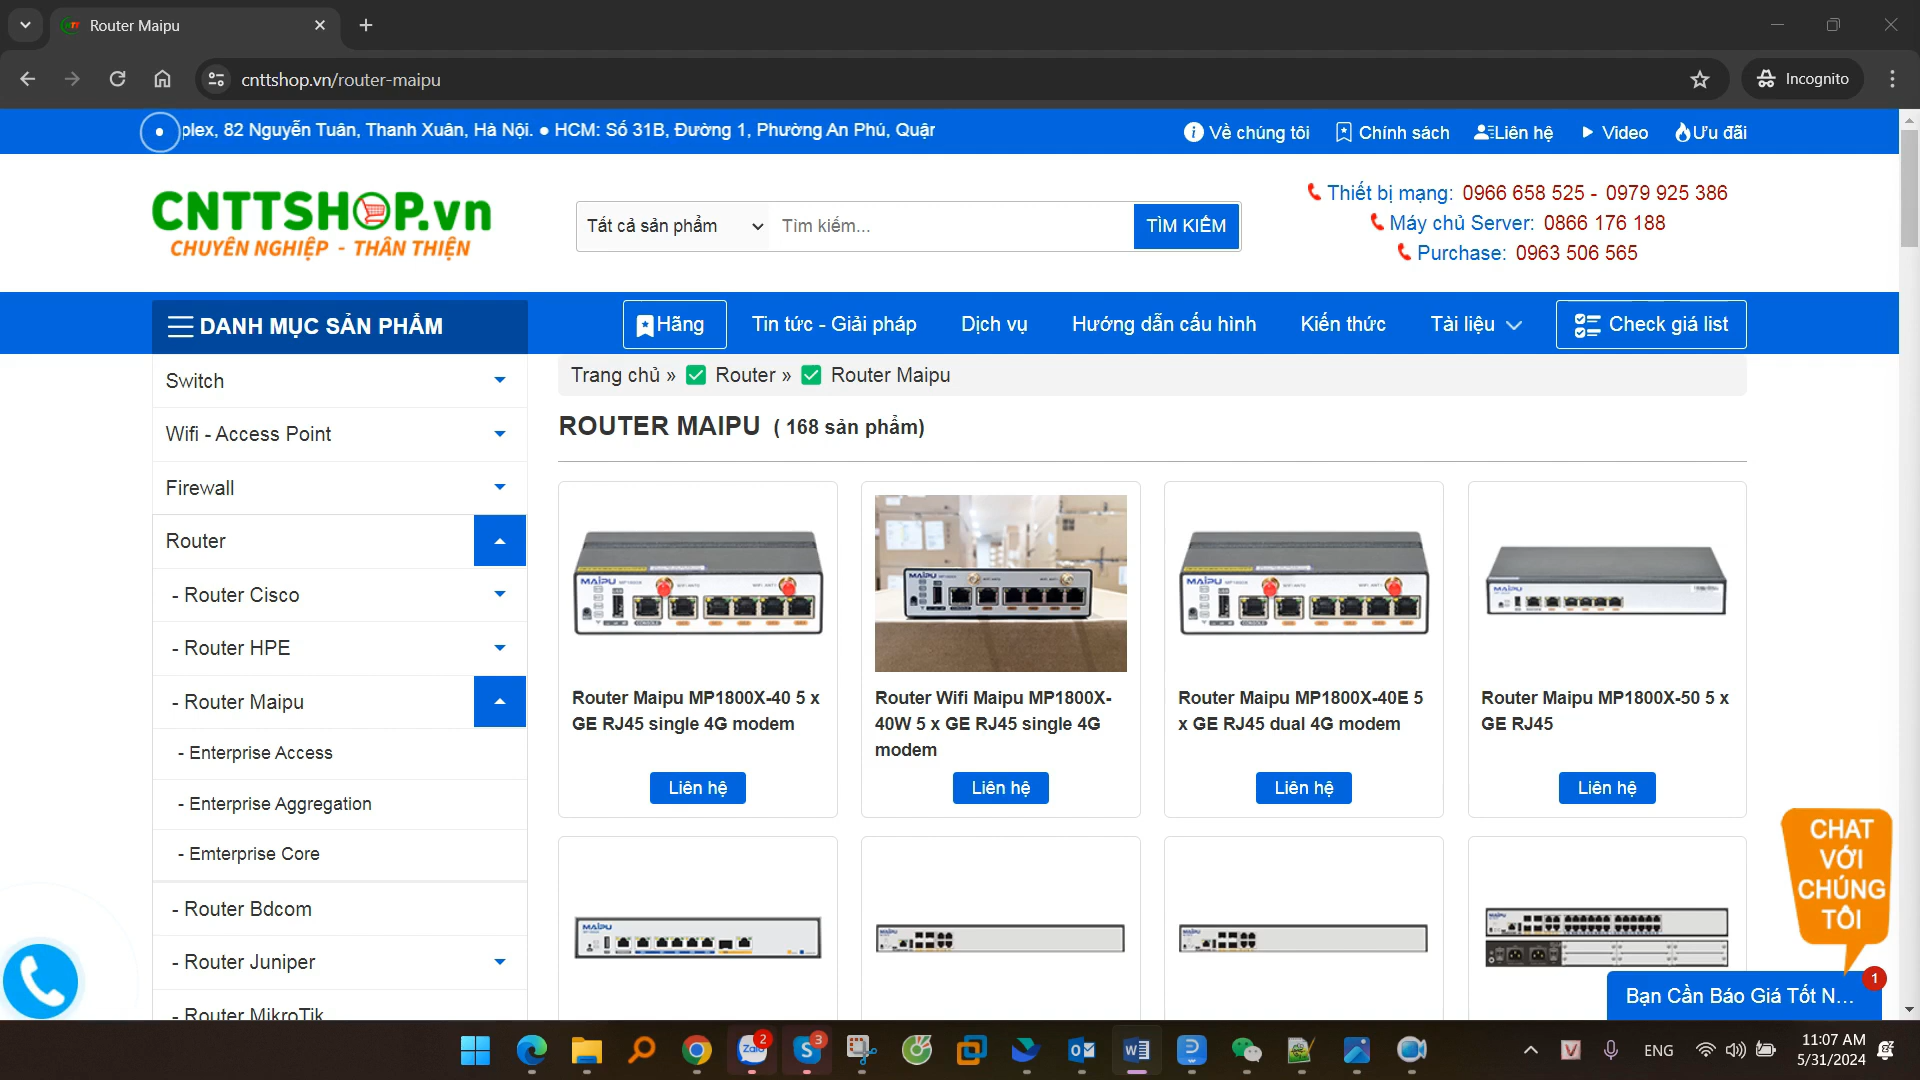 Router Maipu
cnttshop.vn/router-maipu
Incognito
plex, 82 Nguyễn Tuân, Thanh Xuân, Hà Nội. ● HCM: Số 31B, Đường 1, Phường An Phú, Quận
Về chúng tôi
Chính sách
Liên hệ
Video
Ưu đãi
CNTTSHOP.vn
CHUYÊN NGHIỆP - THÂN THIỆN
Tất cả sản phẩm
Tìm kiếm...
TÌM KIẾM
Thiết bị mạng: 0966 658 525 - 0979 925 386
Máy chủ Server: 0866 176 188
Purchase: 0963 506 565
DANH MỤC SẢN PHẨM
Hãng
Tin tức - Giải pháp
Dịch vụ
Hướng dẫn cấu hình
Kiến thức
Tài liệu
Check giá list
Switch
Wifi - Access Point
Firewall
Router
- Router Cisco
- Router HPE
- Router Maipu
- Enterprise Access
- Enterprise Aggregation
- Emterprise Core
- Router Bdcom
- Router Juniper
- Router MikroTik
Trang chủ » Router » Router Maipu
ROUTER MAIPU ( 168 sản phẩm)
Router Maipu MP1800X-40 5 x
GE RJ45 single 4G modem
Liên hệ
Router Wifi Maipu MP1800X-
40W 5 x GE RJ45 single 4G
modem
Liên hệ
Router Maipu MP1800X-40E 5
x GE RJ45 dual 4G modem
Liên hệ
Router Maipu MP1800X-50 5 x
GE RJ45
Liên hệ
CHAT
VỚI
CHÚNG
TÔI
1
Bạn Cần Báo Giá Tốt N...
Zalo
2
3
ENG
11:07 AM
5/31/2024